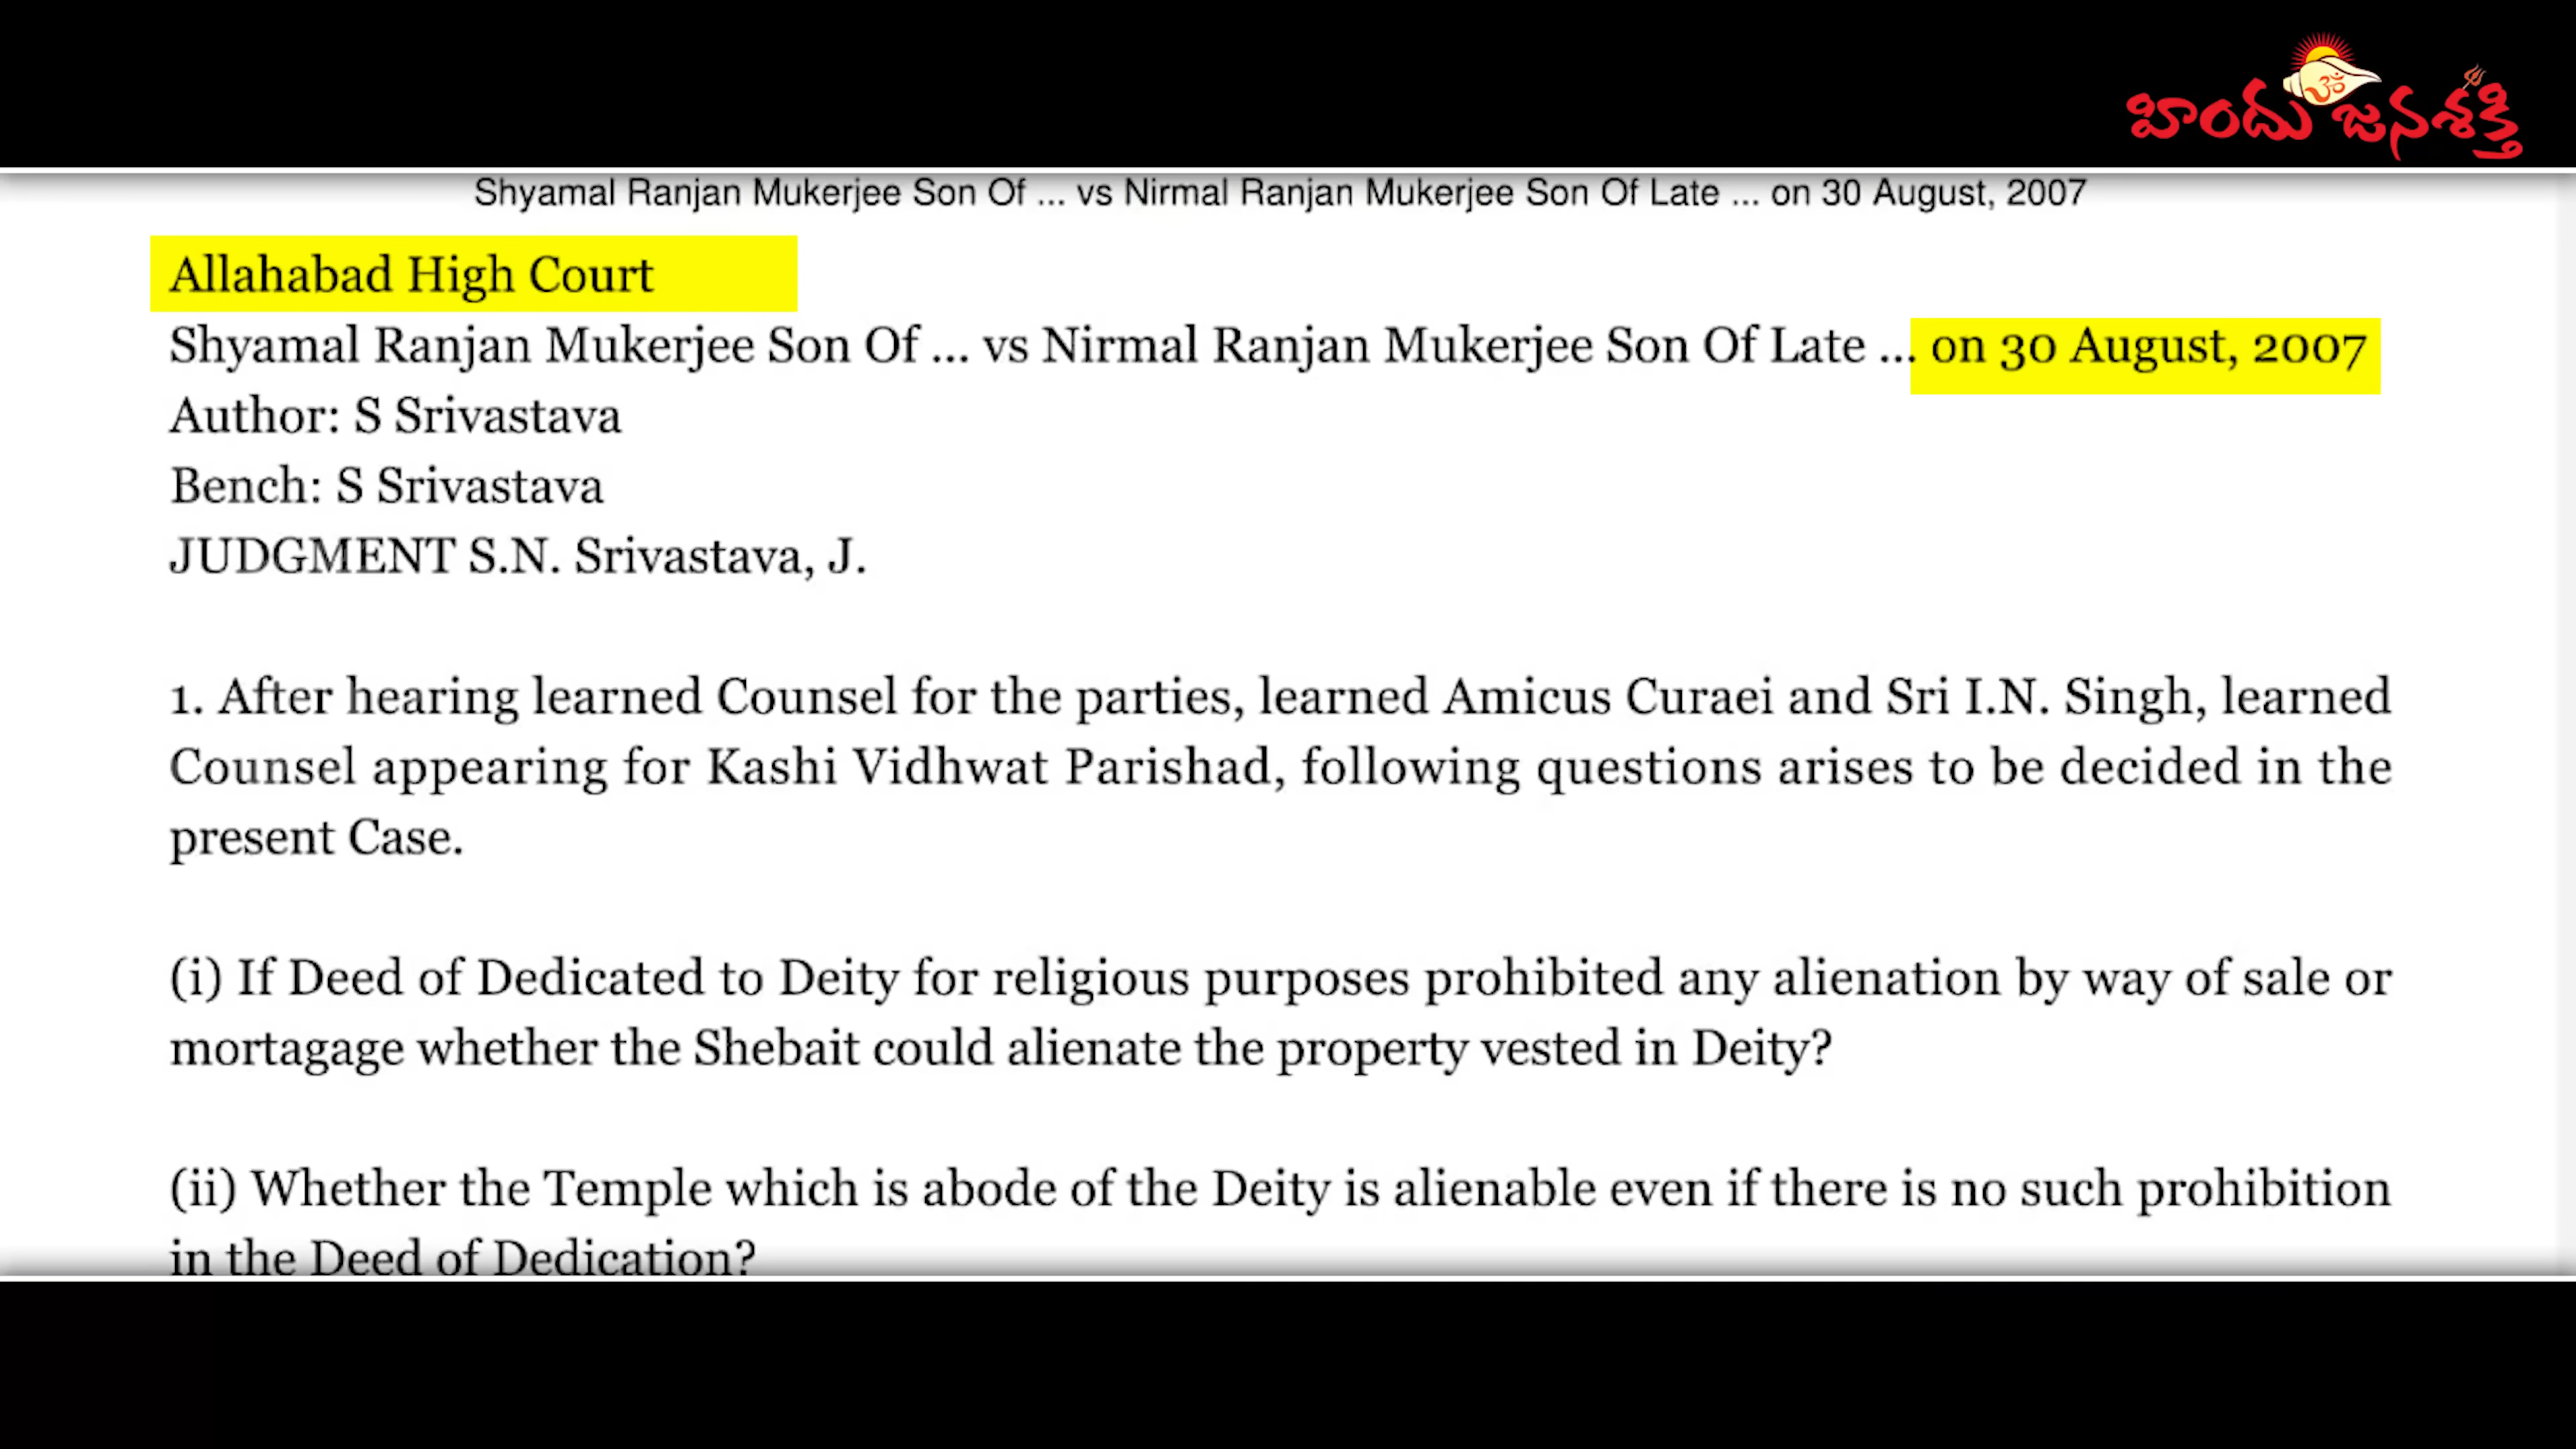 హిందు జనశక్తి
Shyamal Ranjan Mukerjee Son Of ... vs Nirmal Ranjan Mukerjee Son Of Late ... on 30 August, 2007
Allahabad High Court
Shyamal Ranjan Mukerjee Son Of ... vs Nirmal Ranjan Mukerjee Son Of Late ... on 30 August, 2007
Author: S Srivastava
Bench: S Srivastava
JUDGMENT S.N. Srivastava, J.
1. After hearing learned Counsel for the parties, learned Amicus Curaei and Sri I.N. Singh, learned
Counsel appearing for Kashi Vidhwat Parishad, following questions arises to be decided in the
present Case.
(i) If Deed of Dedicated to Deity for religious purposes prohibited any alienation by way of sale or
mortagage whether the Shebait could alienate the property vested in Deity?
(ii) Whether the Temple which is abode of the Deity is alienable even if there is no such prohibition
in the Deed of Dedication?